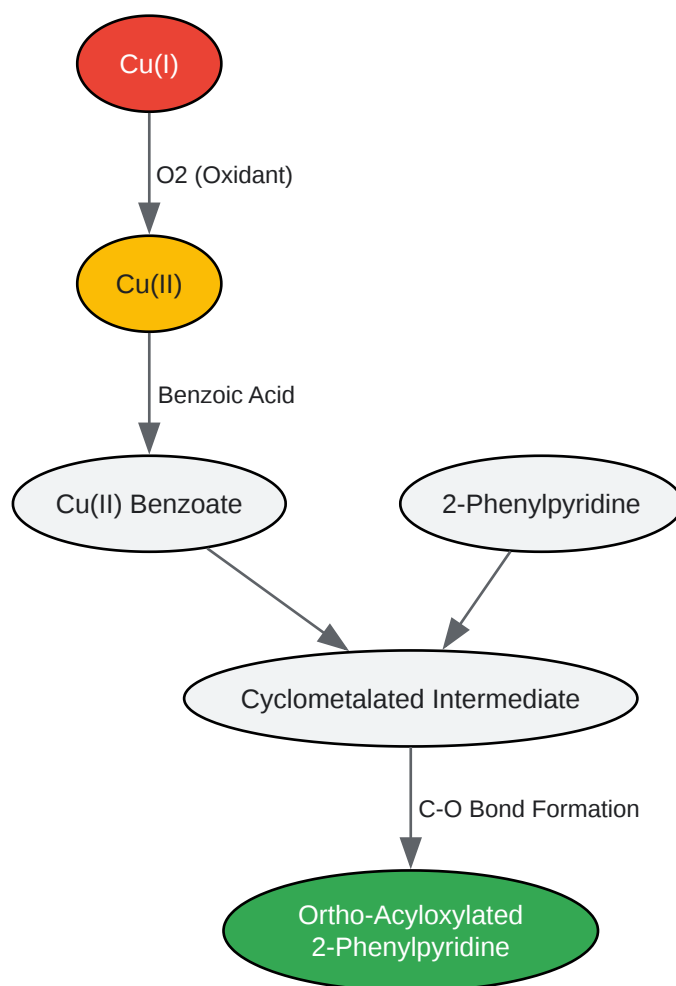 Cu(I)
O2 (Oxidant)
Cu(II)
Benzoic Acid
Cu(II) Benzoate
2-Phenylpyridine
Cyclometalated Intermediate
C-O Bond Formation
Ortho-Acyloxylated
2-Phenylpyridine